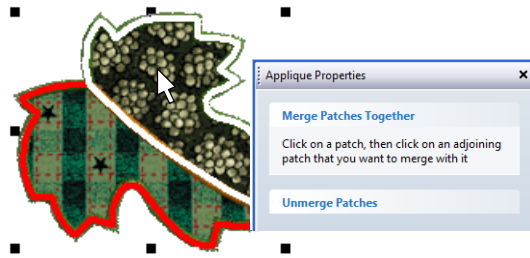 Applique Properties
Merge Patches Together
Click on a patch, then click on an adjoining
patch that you want to merge with it
Unmerge Patches